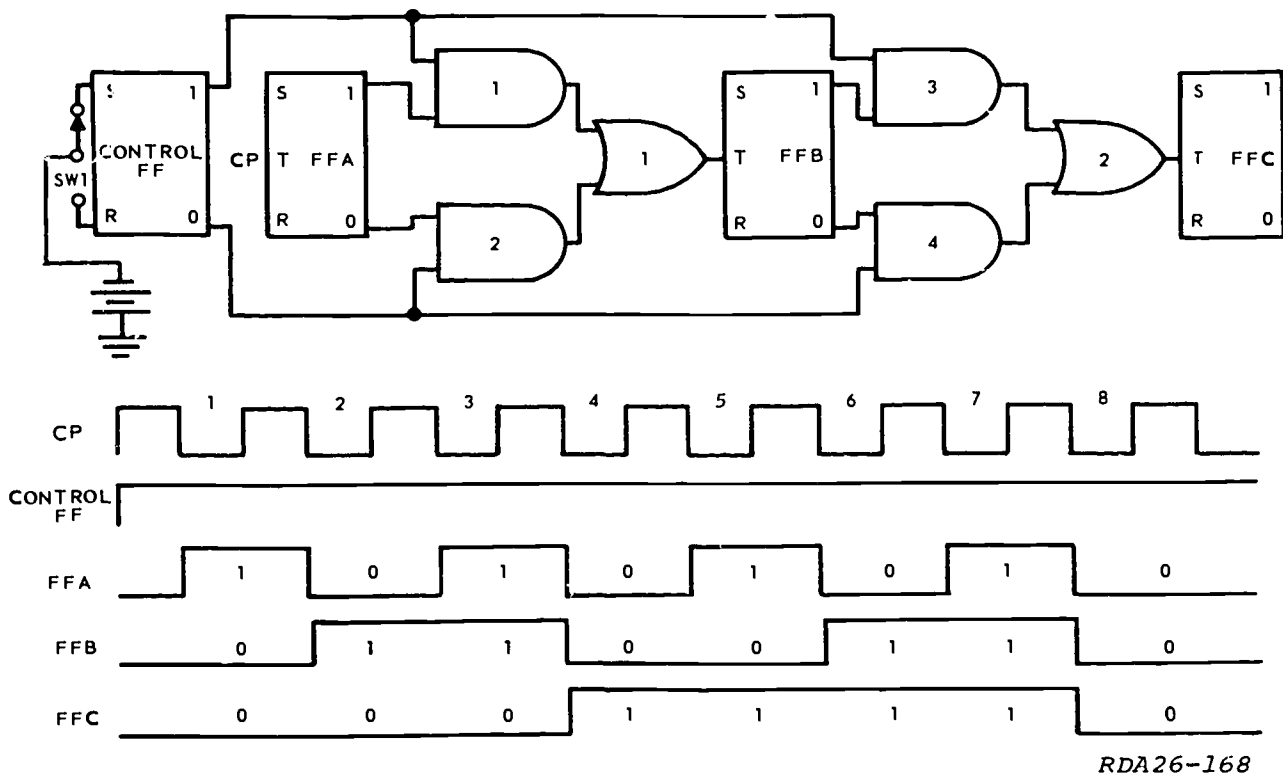 S 1
S 1
1
S 1
3
S 1
CONTROL
FF
CP T FFA
1
T FFB
2
T FFC
SW1
R 0
R 0
2
R 0
4
R 0
CP 1 2 3 4 5 6 7 8
CONTROL
FF
FFA 1 0 1 0 1 0 1 0
FFB 0 1 1 0 0 1 1 0
FFC 0 0 0 1 1 1 1 0
RDA26-168